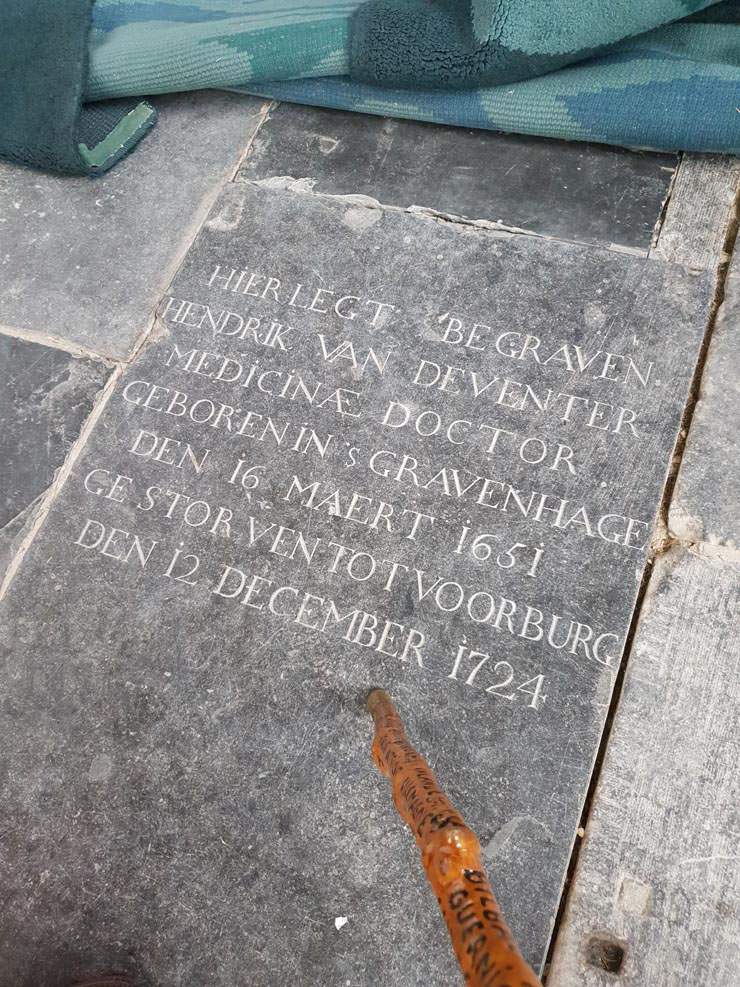 HIER LEGT BEGRAVEN
HENDRIK VAN DEVENTER
MEDICINÆ DOCTOR
GEBOREN IN 'S GRAVENHAGE
DEN 16 MAERT 1651
GESTORVEN TOT VOORBURG
DEN 12 DECEMBER 1724
GUERNI